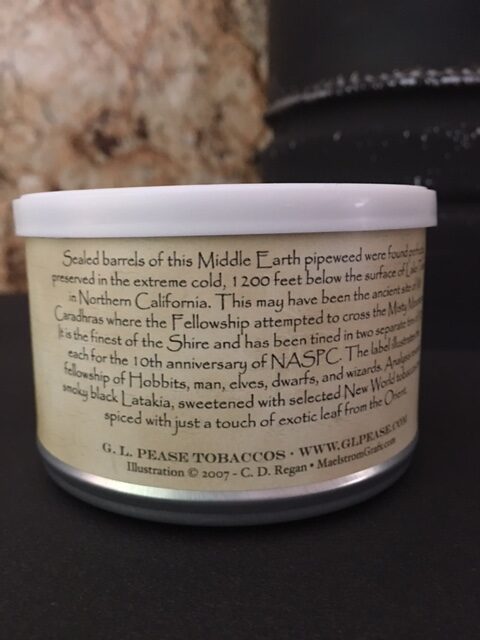 Sealed barrels of this Middle Earth pipeweed were found
preserved in the extreme cold, 1200 feet below the surface of Lake
in Northern California. This may have been the ancient site of
Caradhras where the Fellowship attempted to cross the Misty
It is the finest of the Shire and has been tined in two separate
each for the 10th anniversary of NASPC. The label illustrates
fellowship of Hobbits, man, elves, dwarfs, and wizards. Analysis
smoky black Latakia, sweetened with selected New World
spiced with just a touch of exotic leaf from the Orient.
G. L. PEASE TOBACCOS • WWW.GLPEASE.COM
Illustration © 2007 - C. D. Regan • MaelstromGrafx.com